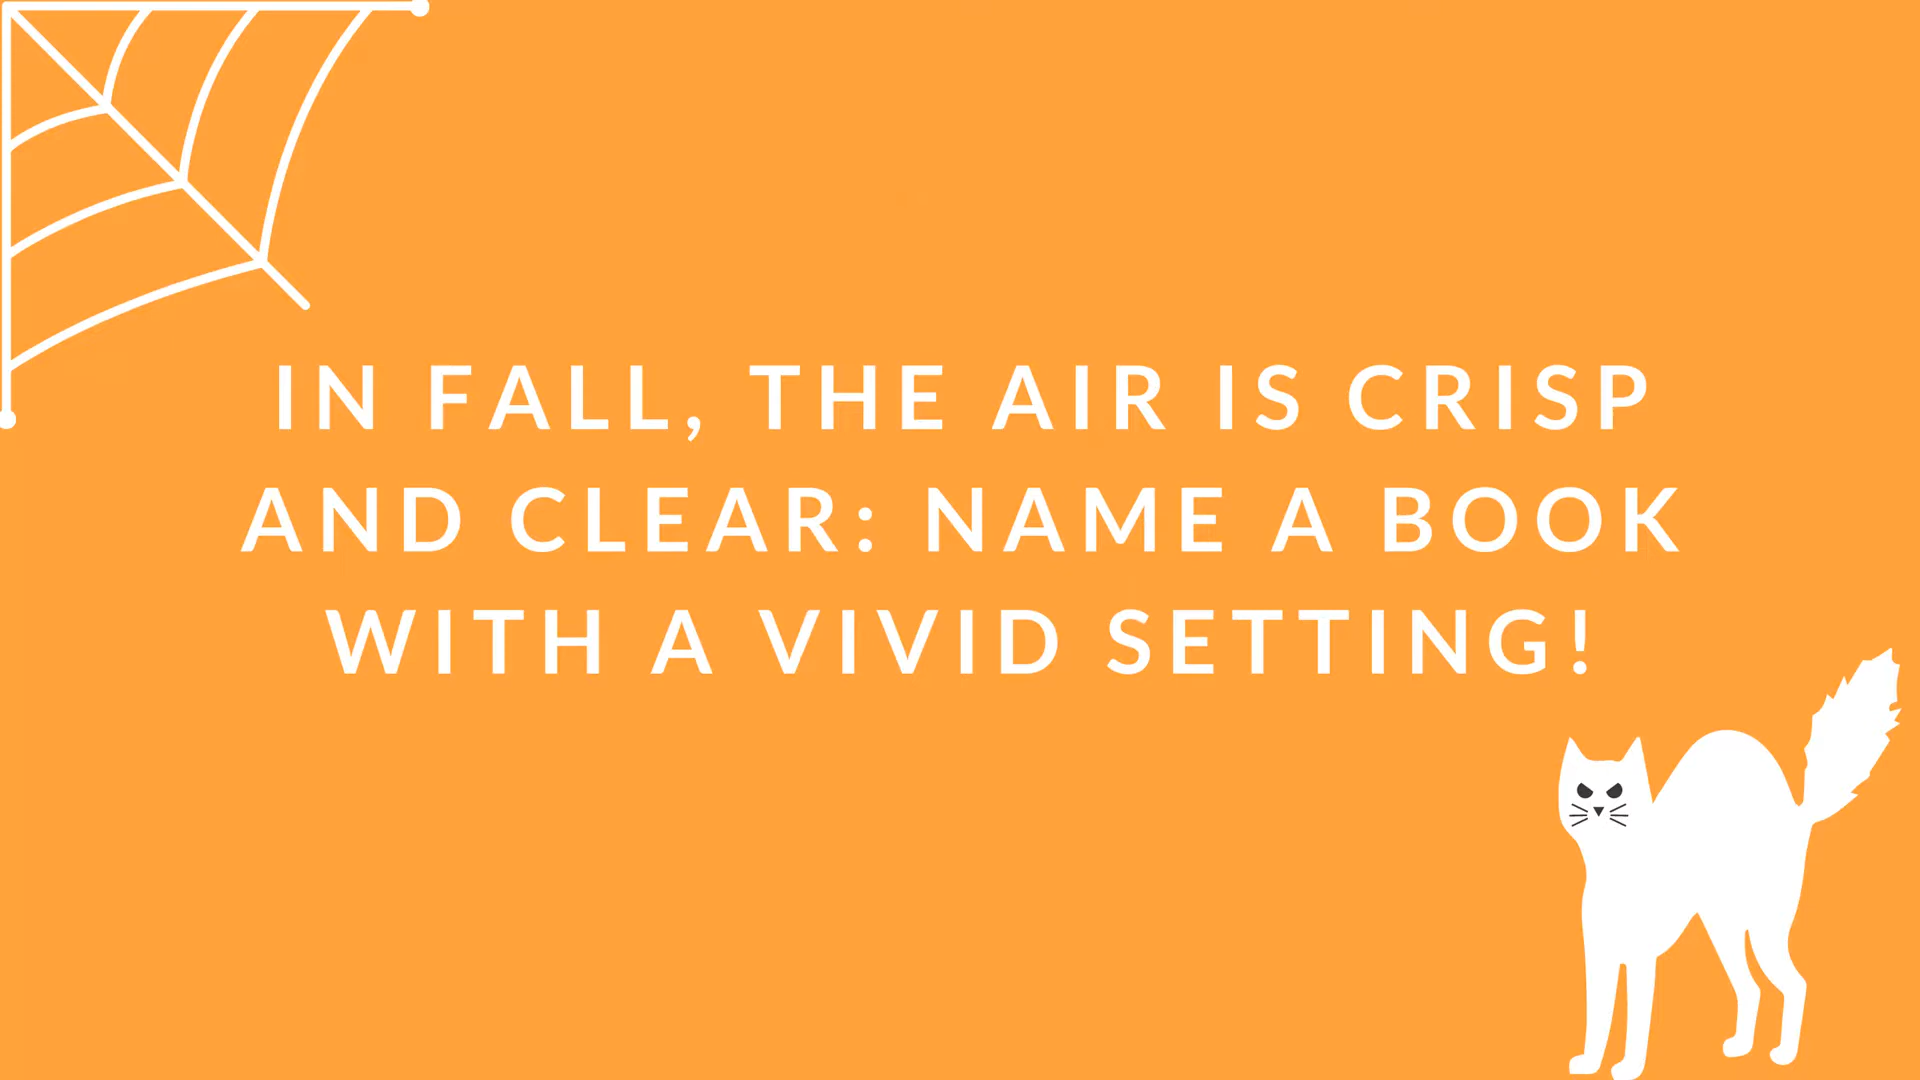 IN FALL, THE AIR IS CRISP
AND CLEAR: NAME A BOOK
WITH A VIVID SETTING!